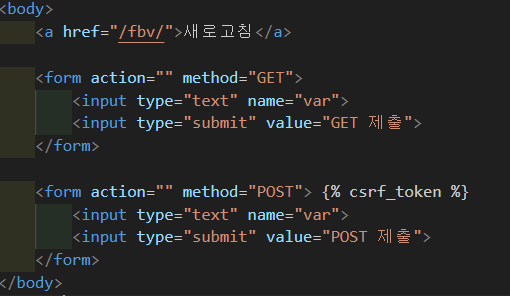 <body>
<a href="/fbv/">새로고침</a>
<form action="" method="GET">
<input type="text" name="var">
<input type="submit" value="GET 제출">
</form>
<form action="" method="POST"> {% csrf_token %}
<input type="text" name="var">
<input type="submit" value="POST 제출">
</form>
</body>